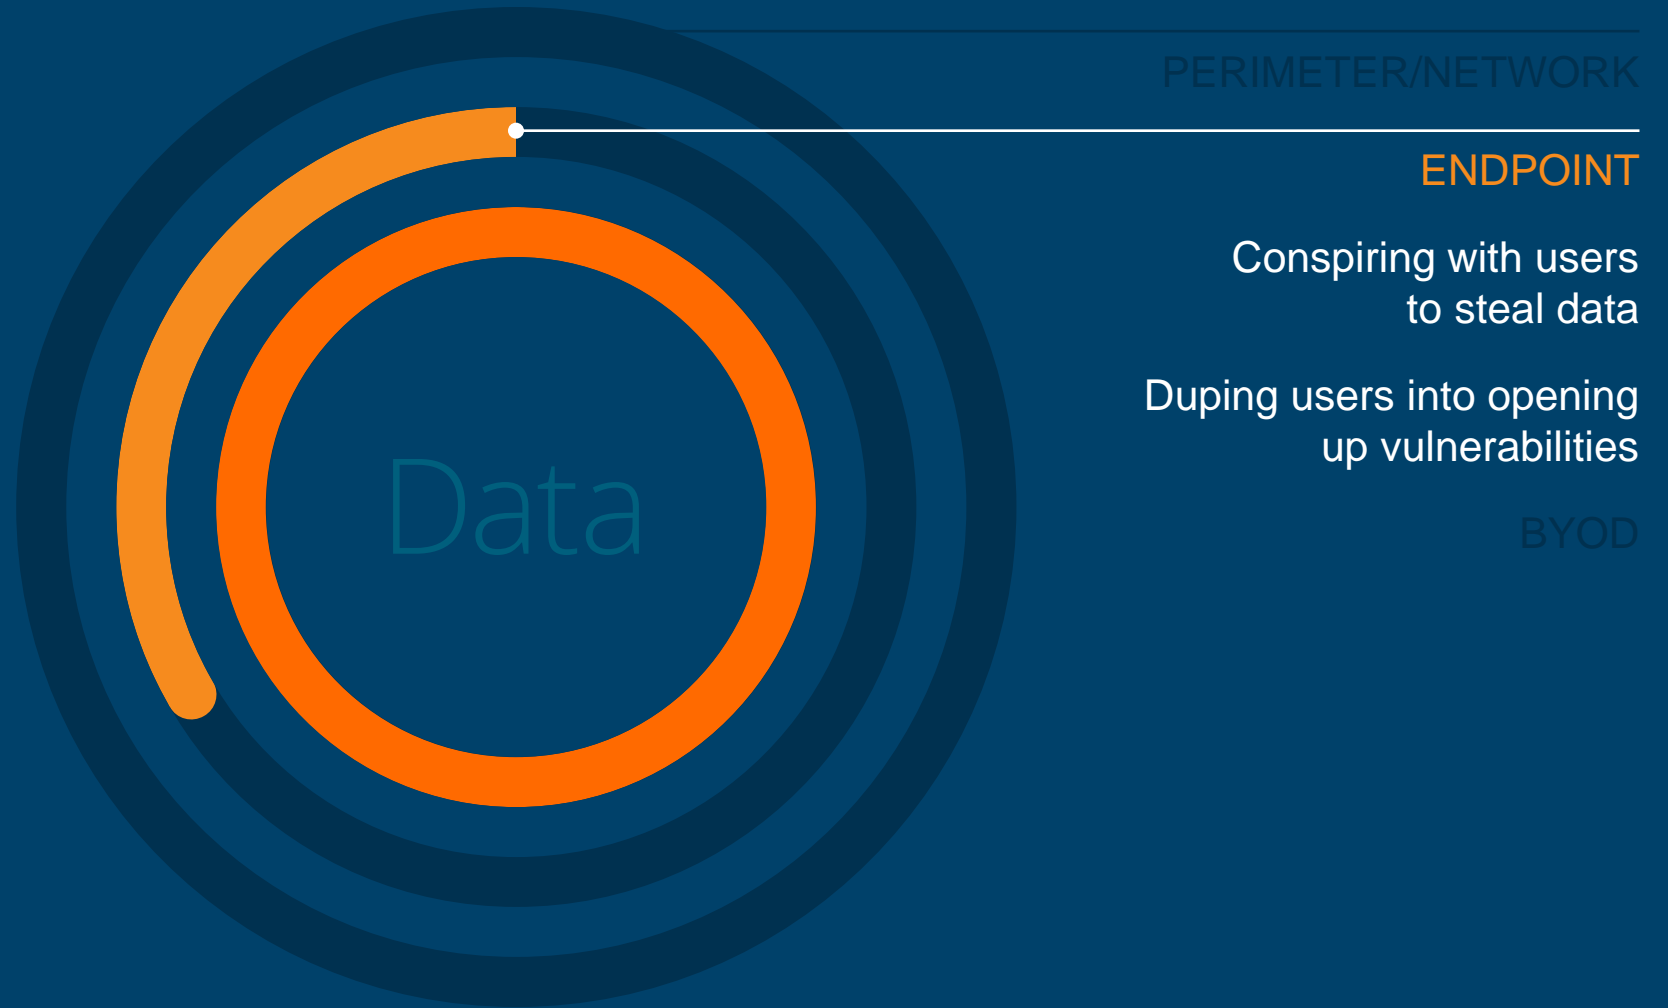 PERIMETER/NETWORK
ENDPOINT
Conspiring with users
to steal data
Duping users into opening
up vulnerabilities
Data
BYOD